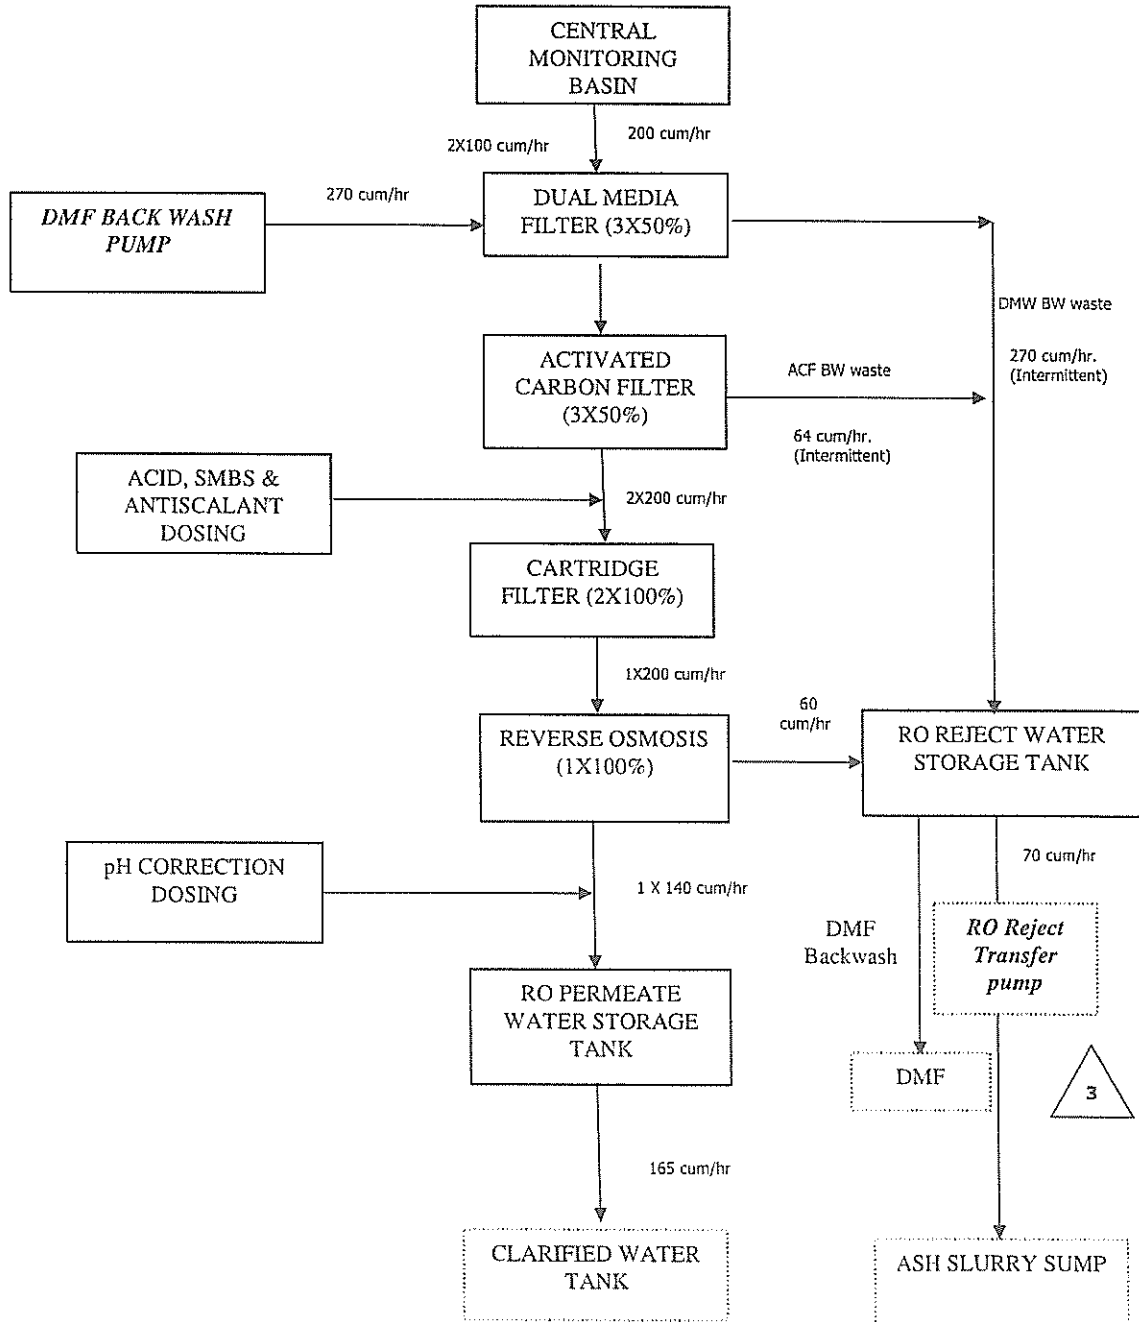 CENTRAL
MONITORING
BASIN
200 cum/hr
2X100 cum/hr
DMF BACK WASH
PUMP
270 cum/hr
DUAL MEDIA
FILTER (3X50%)
DMW BW waste
270 cum/hr.
(Intermittent)
ACTIVATED
CARBON FILTER
(3X50%)
ACF BW waste
64 cum/hr.
(Intermittent)
ACID, SMBS &
ANTISCALANT
DOSING
2X200 cum/hr
CARTRIDGE
FILTER (2X100%)
1X200 cum/hr
60
cum/hr
REVERSE OSMOSIS
(1X100%)
RO REJECT WATER
STORAGE TANK
pH CORRECTION
DOSING
1 X 140 cum/hr
70 cum/hr
DMF
Backwash
RO Reject
Transfer
pump
RO PERMEATE
WATER STORAGE
TANK
DMF
3
165 cum/hr
CLARIFIED WATER
TANK
ASH SLURRY SUMP